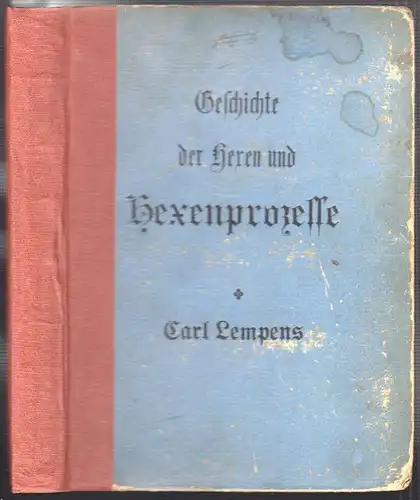 Geschichte
der Hexen und
Hexenprozesse
Carl Lempens